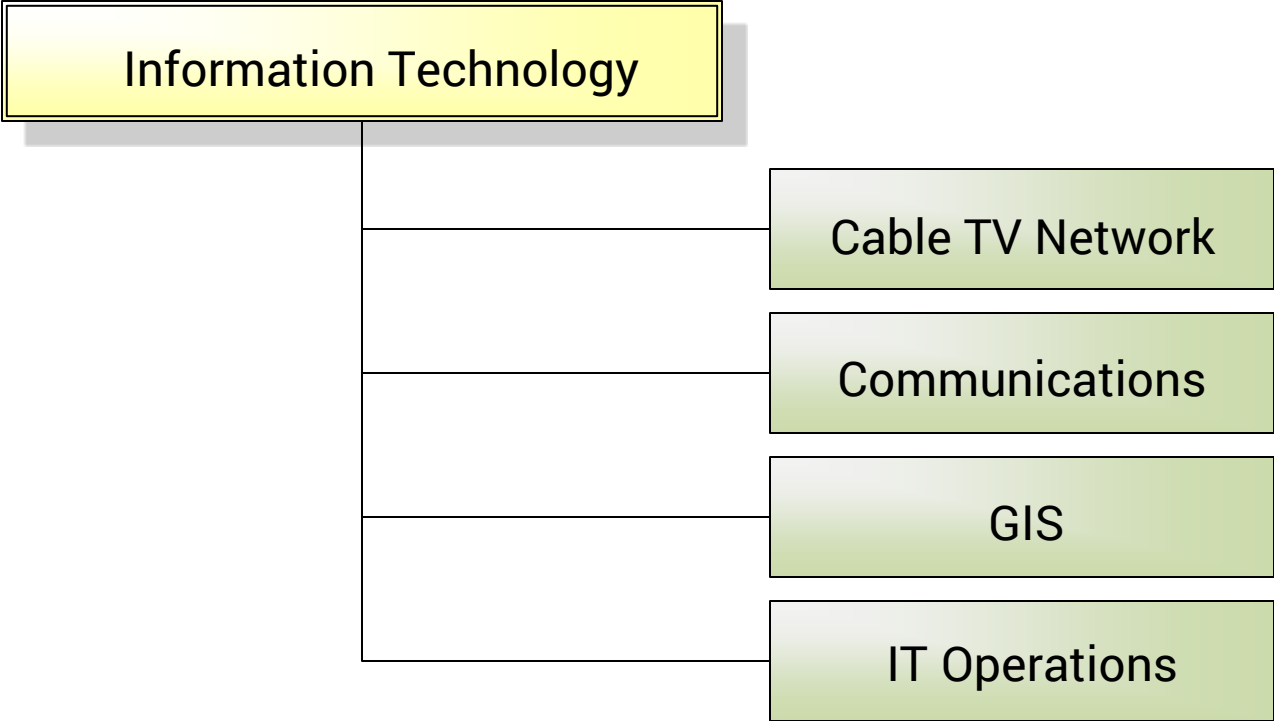 Information Technology
Cable TV Network
Communications
GIS
IT Operations